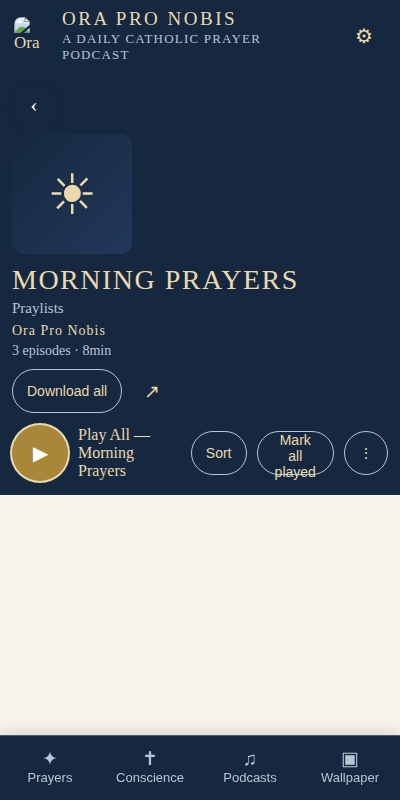 Ora
ORA PRO NOBIS
A DAILY CATHOLIC PRAYER
PODCAST
MORNING PRAYERS
Praylists
Ora Pro Nobis
3 episodes · 8min
Download all
Play All —
Morning
Prayers
Sort
Mark
all
played
Prayers
Conscience
Podcasts
Wallpaper